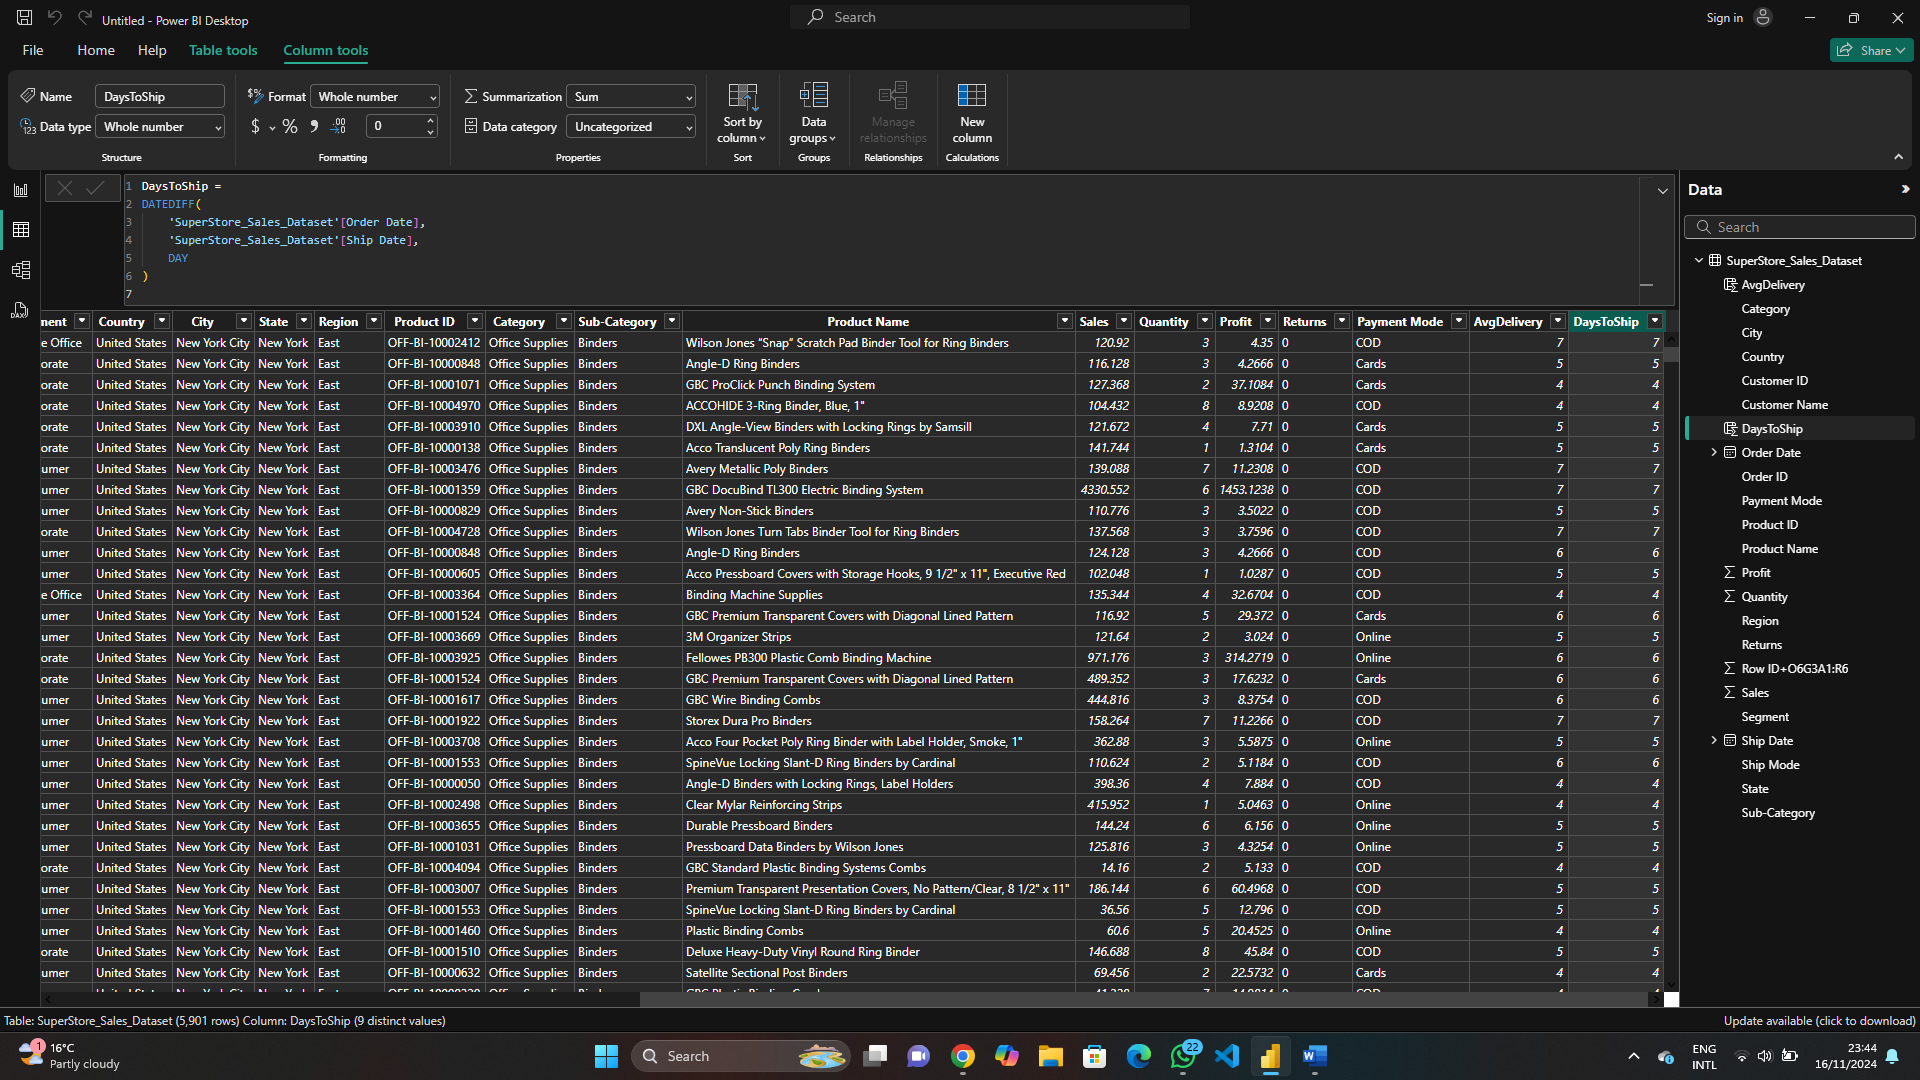 Untitled - Power BI Desktop
Search
Sign in
File Home Help Table tools Column tools
Share
Name DaysToShip
Data type Whole number
Structure
Format Whole number
$ % , 0
Formatting
Summarization Sum
Data category Uncategorized
Properties
Sort by column
Sort
Data groups
Groups
Manage relationships
Relationships
New column
Calculations
1 DaysToShip =
2 DATEDIFF(
3 'SuperStore_Sales_Dataset'[Order Date],
4 'SuperStore_Sales_Dataset'[Ship Date],
5 DAY
6 )
7
ment Country City State Region Product ID Category Sub-Category Product Name Sales Quantity Profit Returns Payment Mode AvgDelivery DaysToShip
e Office United States New York City New York East OFF-BI-10002412 Office Supplies Binders Wilson Jones “Snap” Scratch Pad Binder Tool for Ring Binders 120.92 3 4.35 0 COD 7 7
orate United States New York City New York East OFF-BI-10000848 Office Supplies Binders Angle-D Ring Binders 116.128 3 4.2666 0 Cards 5 5
orate United States New York City New York East OFF-BI-10001071 Office Supplies Binders GBC ProClick Punch Binding System 127.368 2 37.1084 0 Cards 4 4
orate United States New York City New York East OFF-BI-10004970 Office Supplies Binders ACCOHIDE 3-Ring Binder, Blue, 1" 104.432 8 8.9208 0 COD 4 4
orate United States New York City New York East OFF-BI-10003910 Office Supplies Binders DXL Angle-View Binders with Locking Rings by Samsill 121.672 4 7.71 0 Cards 5 5
orate United States New York City New York East OFF-BI-10000138 Office Supplies Binders Acco Translucent Poly Ring Binders 141.744 1 1.3104 0 Cards 5 5
umer United States New York City New York East OFF-BI-10003476 Office Supplies Binders Avery Metallic Poly Binders 139.088 7 11.2308 0 COD 7 7
umer United States New York City New York East OFF-BI-10001359 Office Supplies Binders GBC DocuBind TL300 Electric Binding System 4330.552 6 1453.1238 0 COD 7 7
umer United States New York City New York East OFF-BI-10000829 Office Supplies Binders Avery Non-Stick Binders 110.776 3 3.5022 0 COD 5 5
orate United States New York City New York East OFF-BI-10004728 Office Supplies Binders Wilson Jones Turn Tabs Binder Tool for Ring Binders 137.568 3 3.7596 0 COD 7 7
umer United States New York City New York East OFF-BI-10000848 Office Supplies Binders Angle-D Ring Binders 124.128 3 4.2666 0 COD 6 6
umer United States New York City New York East OFF-BI-10000605 Office Supplies Binders Acco Pressboard Covers with Storage Hooks, 9 1/2" x 11", Executive Red 102.048 1 1.0287 0 COD 5 5
e Office United States New York City New York East OFF-BI-10003364 Office Supplies Binders Binding Machine Supplies 135.344 4 32.6704 0 COD 4 4
umer United States New York City New York East OFF-BI-10001524 Office Supplies Binders GBC Premium Transparent Covers with Diagonal Lined Pattern 116.92 5 29.372 0 Cards 6 6
umer United States New York City New York East OFF-BI-10003669 Office Supplies Binders 3M Organizer Strips 121.64 2 3.024 0 Online 5 5
orate United States New York City New York East OFF-BI-10003925 Office Supplies Binders Fellowes PB300 Plastic Comb Binding Machine 971.176 3 314.2719 0 Online 6 6
orate United States New York City New York East OFF-BI-10001524 Office Supplies Binders GBC Premium Transparent Covers with Diagonal Lined Pattern 489.352 3 17.6232 0 Cards 6 6
umer United States New York City New York East OFF-BI-10001617 Office Supplies Binders GBC Wire Binding Combs 444.816 3 8.3754 0 COD 6 6
umer United States New York City New York East OFF-BI-10001922 Office Supplies Binders Storex Dura Pro Binders 158.264 7 11.2266 0 COD 7 7
umer United States New York City New York East OFF-BI-10003708 Office Supplies Binders Acco Four Pocket Poly Ring Binder with Label Holder, Smoke, 1" 362.88 3 5.5875 0 Online 5 5
umer United States New York City New York East OFF-BI-10001553 Office Supplies Binders SpineVue Locking Slant-D Ring Binders by Cardinal 110.624 2 5.1184 0 COD 6 6
umer United States New York City New York East OFF-BI-10000050 Office Supplies Binders Angle-D Binders with Locking Rings, Label Holders 398.36 4 7.884 0 COD 4 4
umer United States New York City New York East OFF-BI-10002498 Office Supplies Binders Clear Mylar Reinforcing Strips 415.952 1 5.0463 0 Online 4 4
umer United States New York City New York East OFF-BI-10003655 Office Supplies Binders Durable Pressboard Binders 144.24 6 6.156 0 Online 5 5
umer United States New York City New York East OFF-BI-10001031 Office Supplies Binders Pressboard Data Binders by Wilson Jones 125.816 3 4.3254 0 Online 5 5
orate United States New York City New York East OFF-BI-10004094 Office Supplies Binders GBC Standard Plastic Binding Systems Combs 14.16 2 5.133 0 COD 4 4
umer United States New York City New York East OFF-BI-10003007 Office Supplies Binders Premium Transparent Presentation Covers, No Pattern/Clear, 8 1/2" x 11" 186.144 6 60.4968 0 COD 5 5
umer United States New York City New York East OFF-BI-10001553 Office Supplies Binders SpineVue Locking Slant-D Ring Binders by Cardinal 36.56 5 12.796 0 COD 5 5
umer United States New York City New York East OFF-BI-10001460 Office Supplies Binders Plastic Binding Combs 60.6 5 20.4525 0 Online 4 4
orate United States New York City New York East OFF-BI-10001510 Office Supplies Binders Deluxe Heavy-Duty Vinyl Round Ring Binder 146.688 8 45.84 0 COD 5 5
umer United States New York City New York East OFF-BI-10000632 Office Supplies Binders Satellite Sectional Post Binders 69.456 2 22.5732 0 Cards 4 4
Data
Search
SuperStore_Sales_Dataset
AvgDelivery
Category
City
Country
Customer ID
Customer Name
DaysToShip
Order Date
Order ID
Payment Mode
Product ID
Product Name
Profit
Quantity
Region
Returns
Row ID+O6G3A1:R6
Sales
Segment
Ship Date
Ship Mode
State
Sub-Category
Table: SuperStore_Sales_Dataset (5,901 rows) Column: DaysToShip (9 distinct values)
Update available (click to download)
1
16°C
Partly cloudy
Search
22
ENG
INTL
23:44
16/11/2024